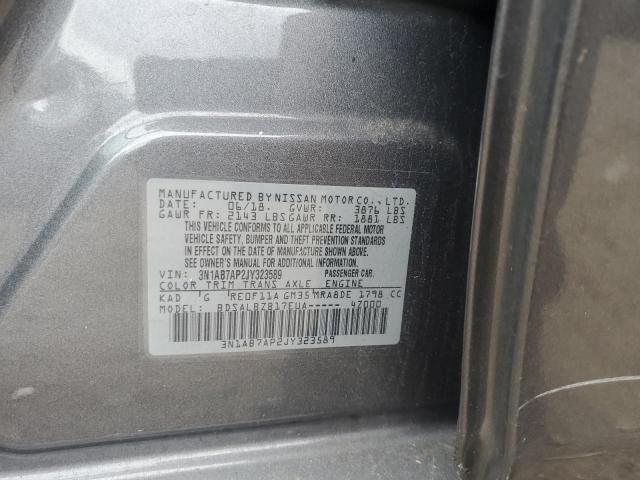 MANUFACTURED BY NISSAN MOTOR CO., LTD.
DATE: 06/18. GVWR: 3876 LBS
GAWR FR: 2143 LBS GAWR RR: 1881 LBS
THIS VEHICLE CONFORMS TO ALL APPLICABLE FEDERAL MOTOR
VEHICLE SAFETY, BUMPER AND THEFT PREVENTION STANDARDS
IN EFFECT ON THE DATE OF MANUFACTURE SHOWN ABOVE.
SEE OWNER'S MANUAL FOR ADDITIONAL INFORMATION.
VIN: 3N1AB7AP2JY323589 PASSENGER CAR.
COLOR TRIM TRANS AXLE ENGINE
KAD G RE0F11A GM35 MRA8DE 1798 CC
MODEL: BDSALBZB17EUA----- 4Z000
3N1AB7AP2JY323589